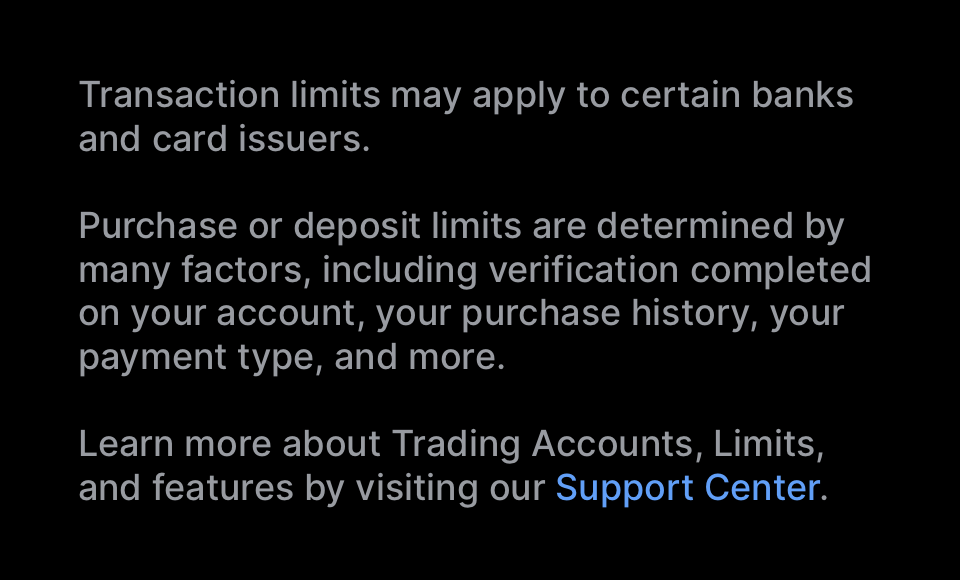 Transaction limits may apply to certain banks
and card issuers.
Purchase or deposit limits are determined by
many factors, including verification completed
on your account, your purchase history, your
payment type, and more.
Learn more about Trading Accounts, Limits,
and features by visiting our Support Center.